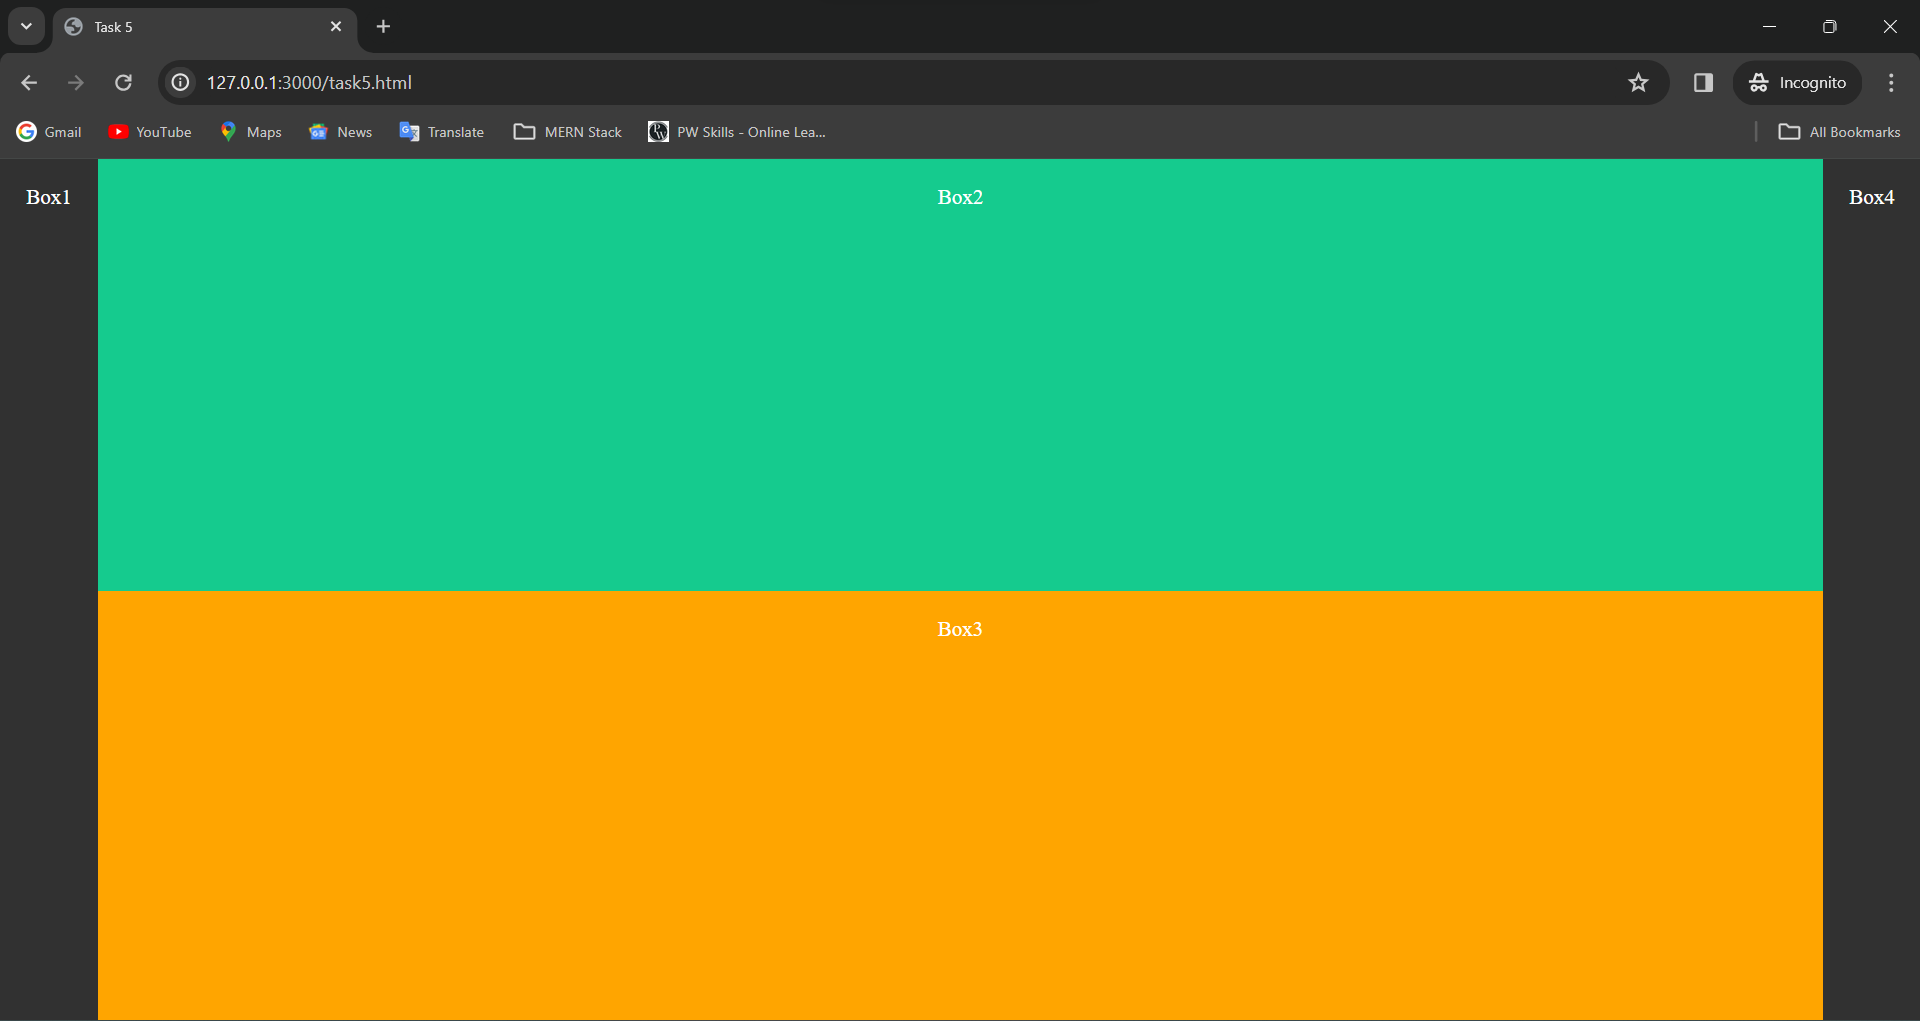 Task 5
127.0.0.1:3000/task5.html
Incognito
Gmail
YouTube
Maps
News
Translate
MERN Stack
PW Skills - Online Lea...
All Bookmarks
Box1
Box2
Box4
Box3